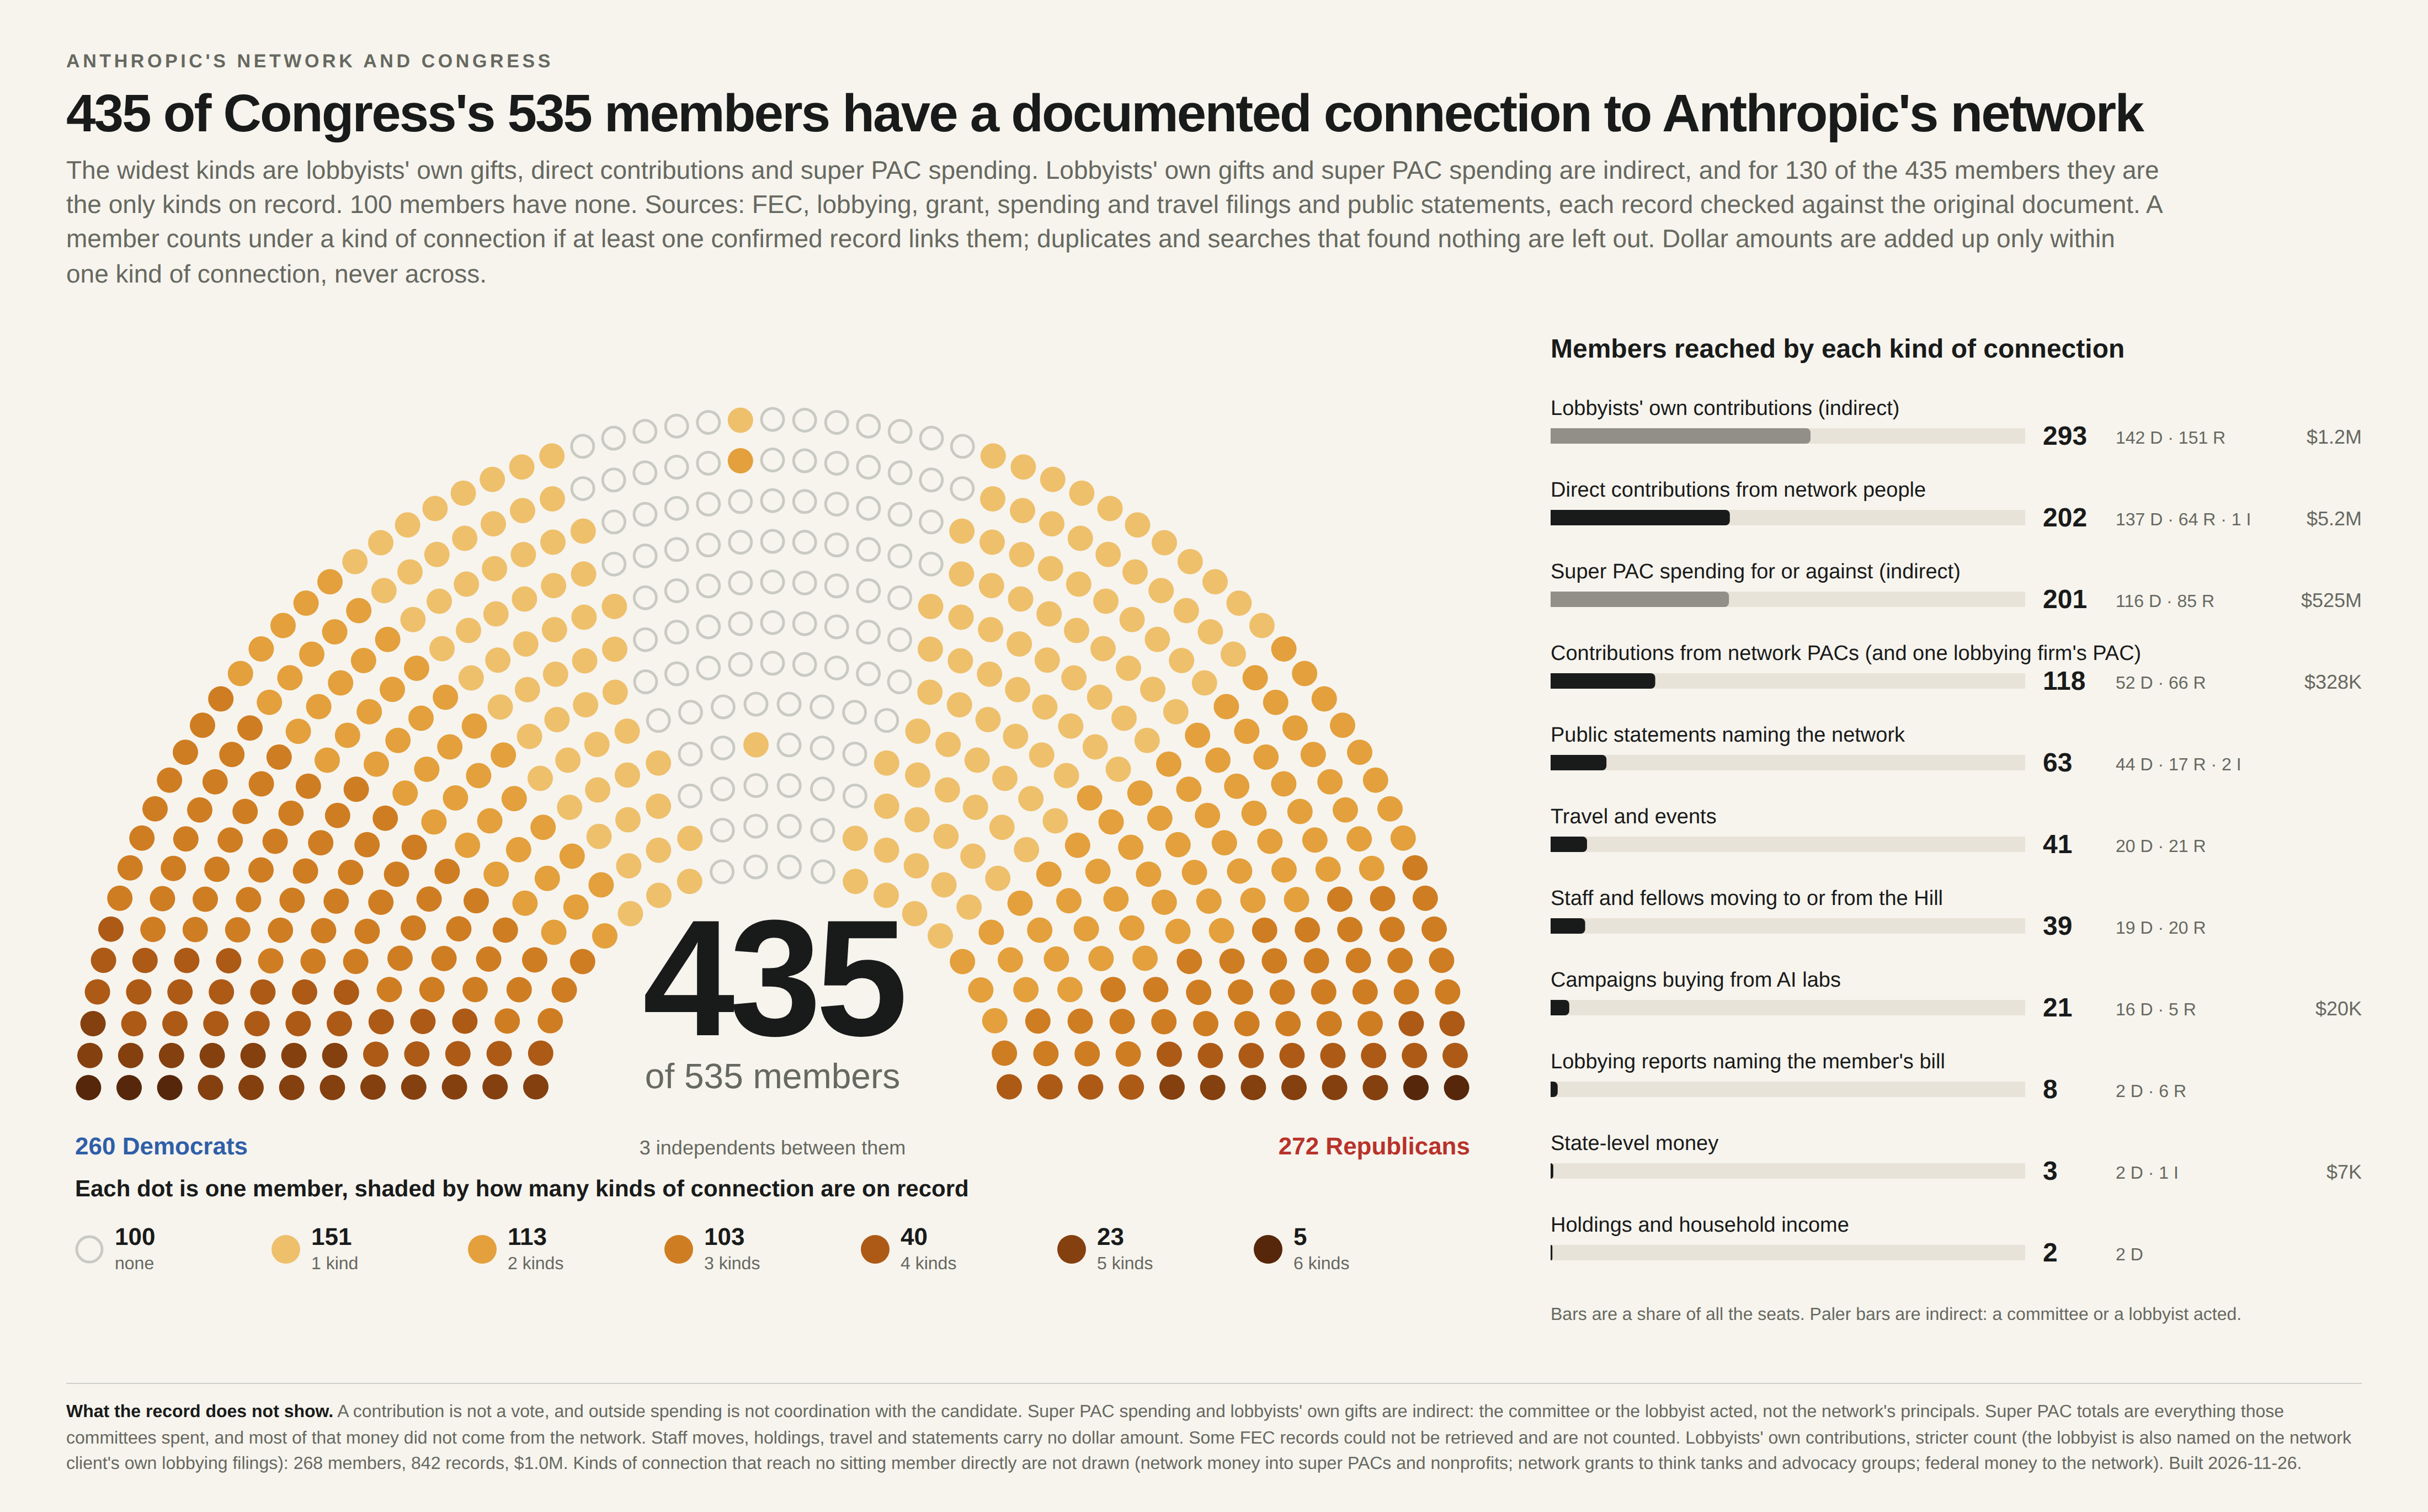 ANTHROPIC'S NETWORK AND CONGRESS
435 of Congress's 535 members have a documented connection to Anthropic's network
The widest kinds are lobbyists' own gifts, direct contributions and super PAC spending. Lobbyists' own gifts and super PAC spending are indirect, and for 130 of the 435 members they are
the only kinds on record. 100 members have none. Sources: FEC, lobbying, grant, spending and travel filings and public statements, each record checked against the original document. A
member counts under a kind of connection if at least one confirmed record links them; duplicates and searches that found nothing are left out. Dollar amounts are added up only within
one kind of connection, never across.
435
of 535 members
260 Democrats
3 independents between them
272 Republicans
Each dot is one member, shaded by how many kinds of connection are on record
100 none
151 1 kind
113 2 kinds
103 3 kinds
40 4 kinds
23 5 kinds
5 6 kinds
Members reached by each kind of connection
Lobbyists' own contributions (indirect)
293 142 D · 151 R $1.2M
Direct contributions from network people
202 137 D · 64 R · 1 I $5.2M
Super PAC spending for or against (indirect)
201 116 D · 85 R $525M
Contributions from network PACs (and one lobbying firm's PAC)
118 52 D · 66 R $328K
Public statements naming the network
63 44 D · 17 R · 2 I
Travel and events
41 20 D · 21 R
Staff and fellows moving to or from the Hill
39 19 D · 20 R
Campaigns buying from AI labs
21 16 D · 5 R $20K
Lobbying reports naming the member's bill
8 2 D · 6 R
State-level money
3 2 D · 1 I $7K
Holdings and household income
2 2 D
Bars are a share of all the seats. Paler bars are indirect: a committee or a lobbyist acted.
What the record does not show. A contribution is not a vote, and outside spending is not coordination with the candidate. Super PAC spending and lobbyists' own gifts are indirect: the committee or the lobbyist acted, not the network's principals. Super PAC totals are everything those
committees spent, and most of that money did not come from the network. Staff moves, holdings, travel and statements carry no dollar amount. Some FEC records could not be retrieved and are not counted. Lobbyists' own contributions, stricter count (the lobbyist is also named on the network
client's own lobbying filings): 268 members, 842 records, $1.0M. Kinds of connection that reach no sitting member directly are not drawn (network money into super PACs and nonprofits; network grants to think tanks and advocacy groups; federal money to the network). Built 2026-11-26.